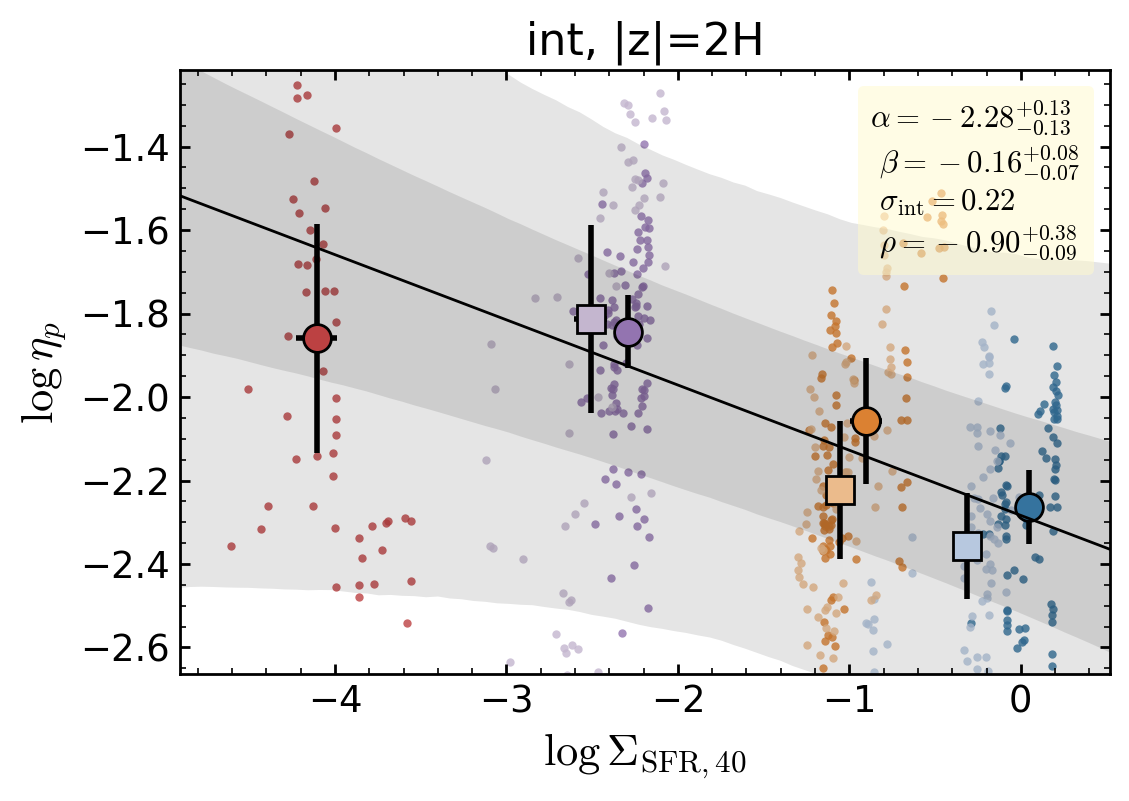 int, |z|=2H
α = − 2.28 +0.13 −0.13
β = − 0.16 +0.08 −0.07
σint = 0.22
ρ = − 0.90 +0.38 −0.09
log ηp
−1.4
−1.6
−1.8
−2.0
−2.2
−2.4
−2.6
−4 −3 −2 −1 0
log ΣSFR, 40